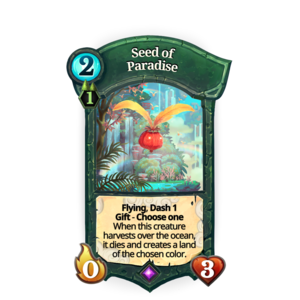 Seed of
Paradise
2
1
Flying, Dash 1
Gift - Choose one
When this creature
harvests over the ocean,
it dies and creates a land
of the chosen color.
0
3